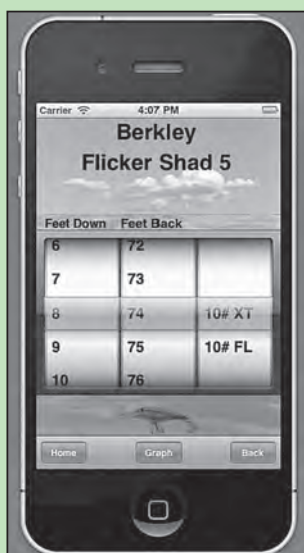 Carrier 4:07 PM
Berkley
Flicker Shad 5
Feet Down Feet Back
6 72
7 73
8 74 10# XT
9 75 10# FL
10 76
Home Graph Back